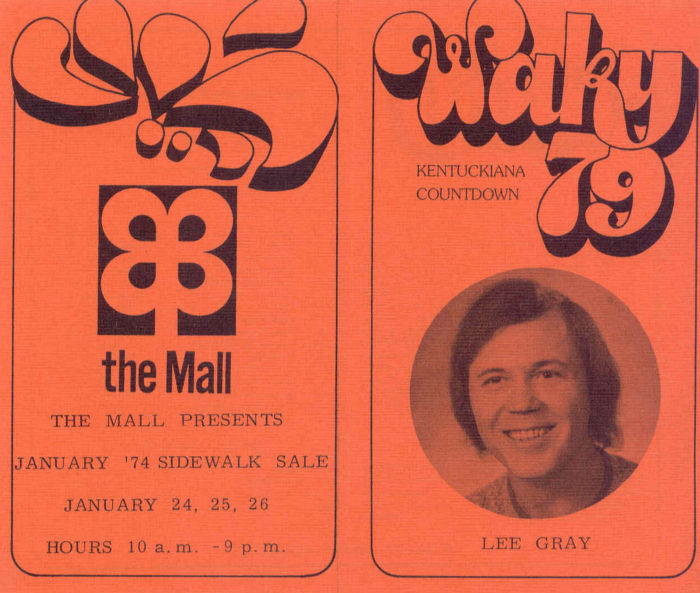 the Mall
THE MALL PRESENTS
JANUARY '74 SIDEWALK SALE
JANUARY 24, 25, 26
HOURS 10 a.m. - 9 p.m.
Waky
79
KENTUCKIANA
COUNTDOWN
LEE GRAY